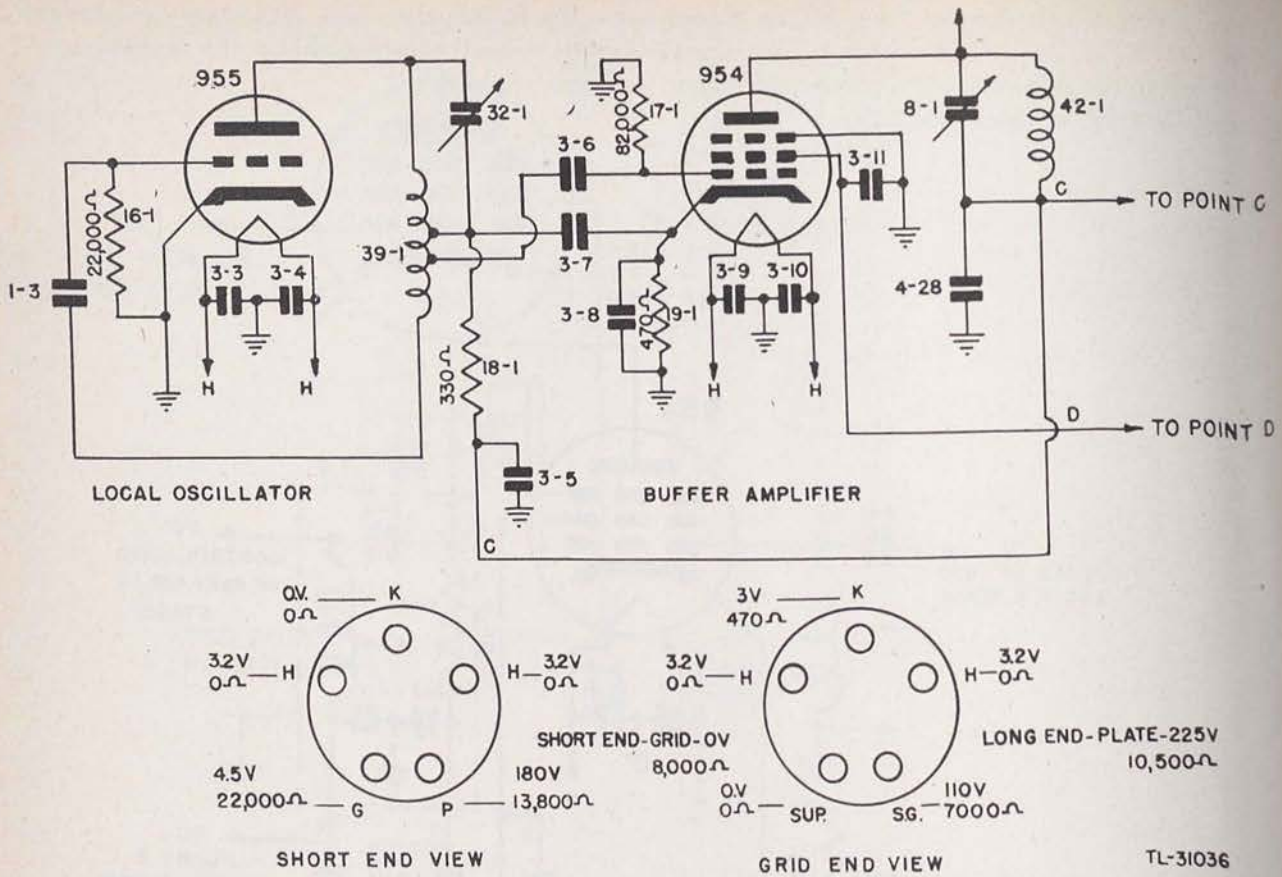 955
954
32-1
8-1
42-1
82,000Ω
17-1
3-6
3-11
22,000Ω
16-1
39-1
3-7
C
TO POINT C
1-3
3-3
3-4
3-8
470Ω
19-1
3-9
3-10
4-28
H
H
330Ω
18-1
H
H
D
TO POINT D
3-5
LOCAL OSCILLATOR
BUFFER AMPLIFIER
C
0.V.
0Ω
K
3.2V
0Ω
H
H
3.2V
0Ω
4.5V
22,000Ω
G
P
180V
13,800Ω
SHORT END VIEW
3V
470Ω
K
3.2V
0Ω
H
H
3.2V
0Ω
SHORT END-GRID-0V
8,000Ω
LONG END-PLATE-225V
10,500Ω
0.V
0Ω
SUP.
S.G.
110V
7000Ω
GRID END VIEW
TL-31036